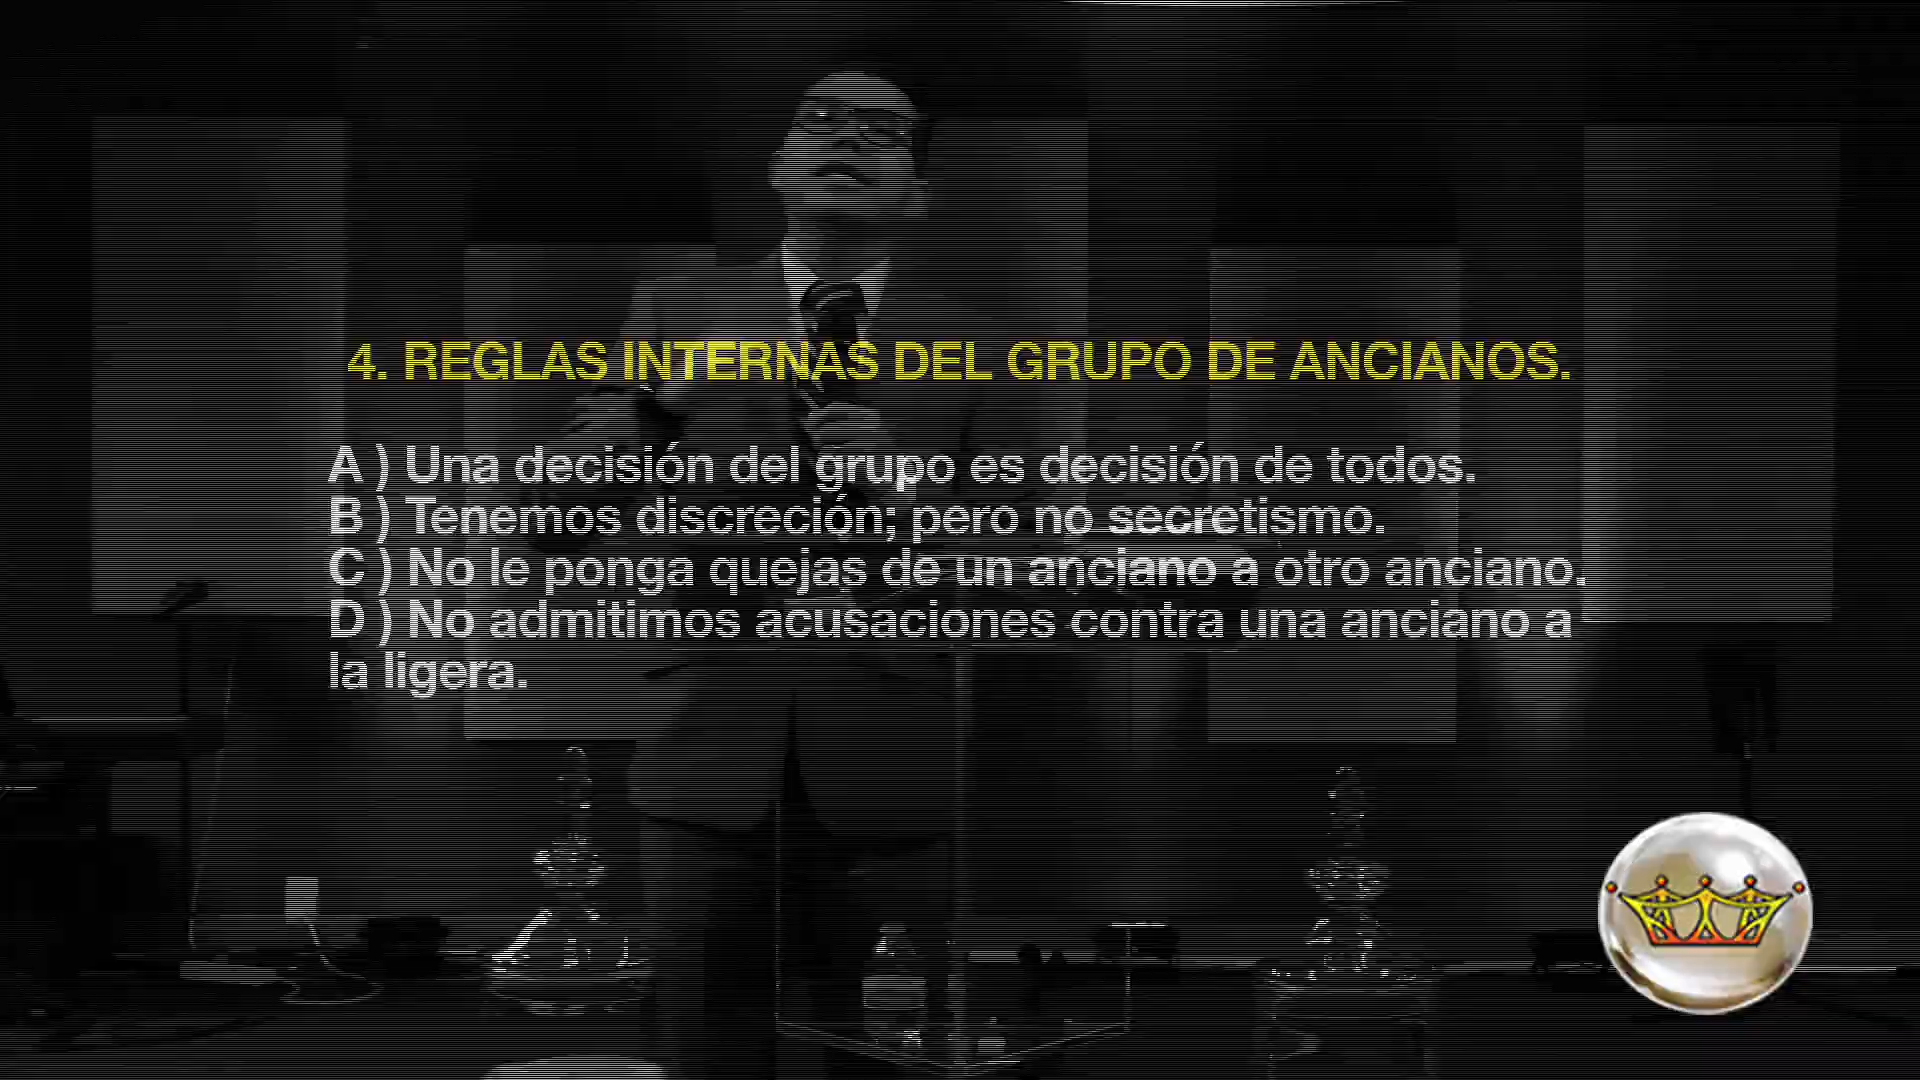 4. REGLAS INTERNAS DEL GRUPO DE ANCIANOS.
A ) Una decisión del grupo es decisión de todos.
B ) Tenemos discreción; pero no secretismo.
C ) No le ponga quejas de un anciano a otro anciano.
D ) No admitimos acusaciones contra una anciano a
la ligera.